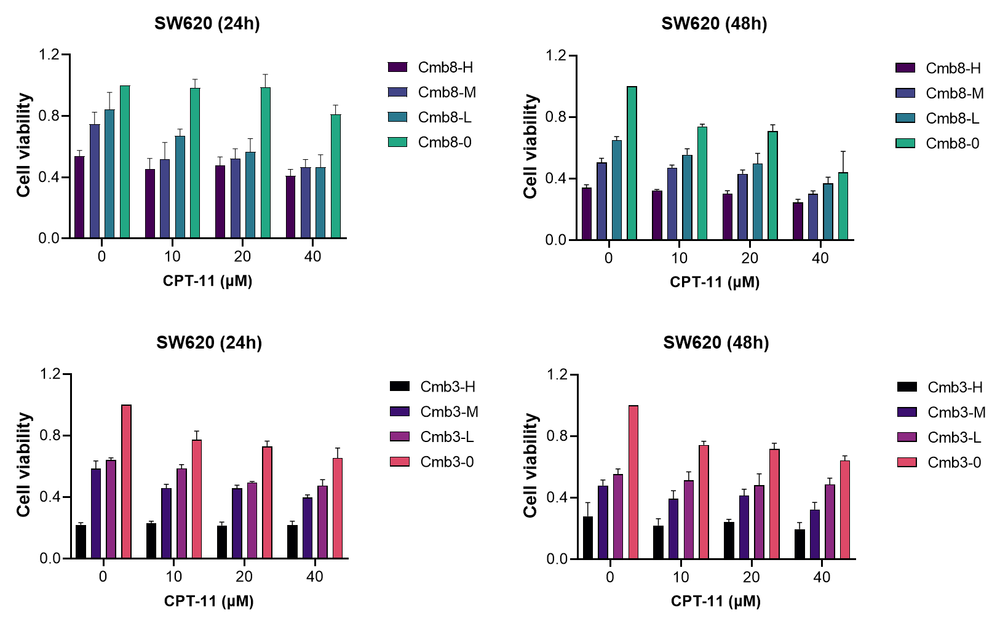 SW620 (24h)
Cell viability
1.2
0.8
0.4
0.0
0 10 20 40
CPT-11 (µM)
Cmb8-H
Cmb8-M
Cmb8-L
Cmb8-0
SW620 (48h)
Cell viability
1.2
0.8
0.4
0.0
0 10 20 40
CPT-11 (µM)
Cmb8-H
Cmb8-M
Cmb8-L
Cmb8-0
SW620 (24h)
Cell viability
1.2
0.8
0.4
0.0
0 10 20 40
CPT-11 (µM)
Cmb3-H
Cmb3-M
Cmb3-L
Cmb3-0
SW620 (48h)
Cell viability
1.2
0.8
0.4
0.0
0 10 20 40
CPT-11 (µM)
Cmb3-H
Cmb3-M
Cmb3-L
Cmb3-0